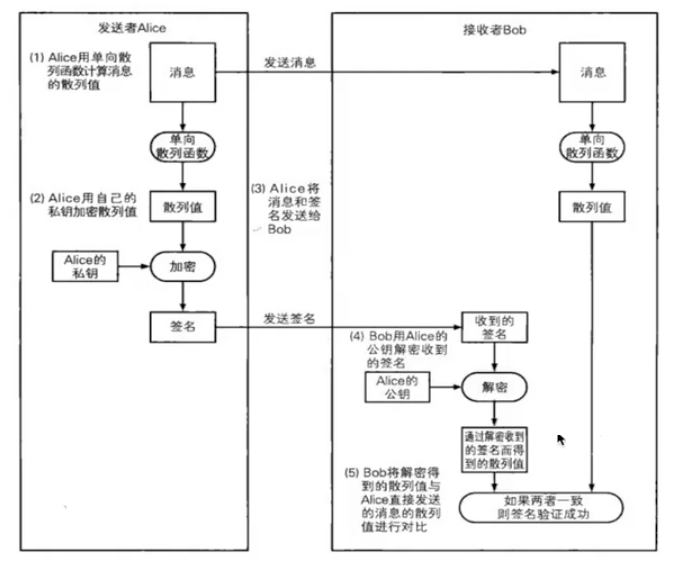 发送者Alice
接收者Bob
(1) Alice用单向散
列函数计算消息
的散列值
消息
发送消息
消息
单向
散列函数
单向
散列函数
(2) Alice用自己的
私钥加密散列值
散列值
(3) Alice将
消息和签
名发送给
Bob
散列值
Alice的
私钥
加密
签名
发送签名
收到的
签名
(4) Bob用Alice的
公钥解密收到
的签名
Alice的
公钥
解密
通过解密收到
的签名而得
到的散列值
(5) Bob将解密得
到的散列值与
Alice直接发送
的消息的散列
值进行对比
如果两者一致
则签名验证成功